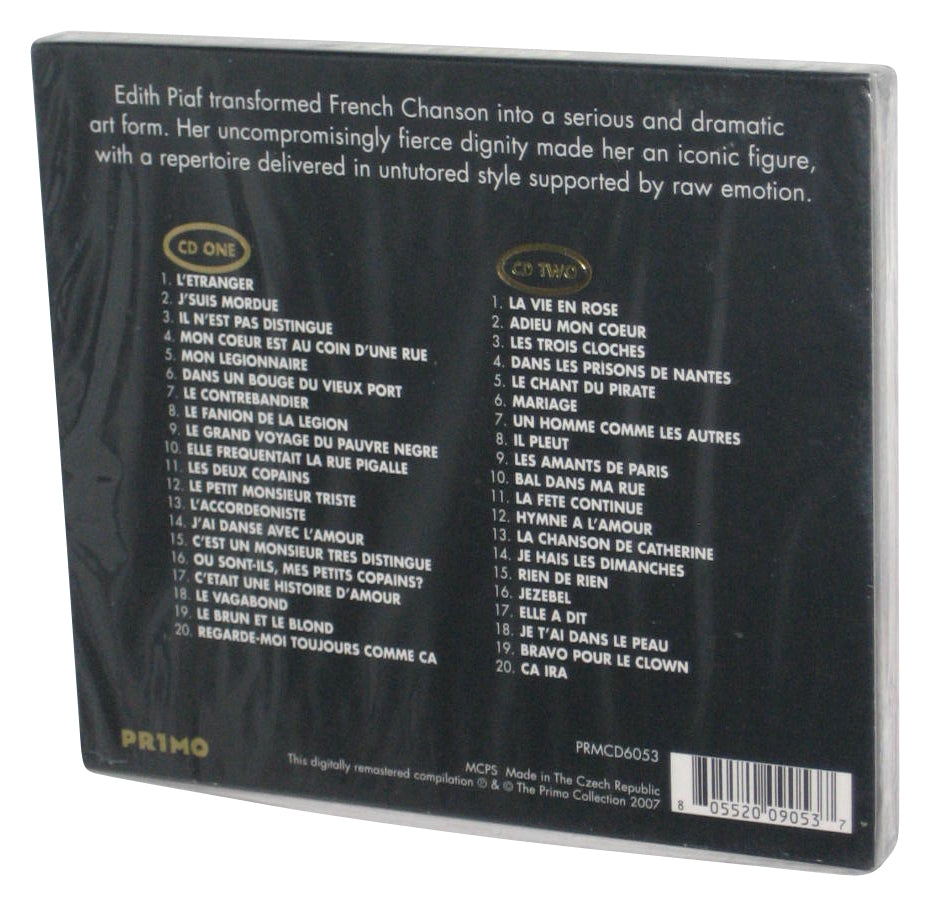 Edith Piaf transformed French Chanson into a serious and dramatic
art form. Her uncompromisingly fierce dignity made her an iconic figure,
with a repertoire delivered in untutored style supported by raw emotion.
CD ONE
1. L'ETRANGER
2. J'SUIS MORDUE
3. IL N'EST PAS DISTINGUE
4. MON COEUR EST AU COIN D'UNE RUE
5. MON LEGIONNAIRE
6. DANS UN BOUGE DU VIEUX PORT
7. LE CONTREBANDIER
8. LE FANION DE LA LEGION
9. LE GRAND VOYAGE DU PAUVRE NEGRE
10. ELLE FREQUENTAIT LA RUE PIGALLE
11. LES DEUX COPAINS
12. LE PETIT MONSIEUR TRISTE
13. L'ACCORDEONISTE
14. J'AI DANSE AVEC L'AMOUR
15. C'EST UN MONSIEUR TRES DISTINGUE
16. OU SONT-ILS, MES PETITS COPAINS?
17. C'ETAIT UNE HISTOIRE D'AMOUR
18. LE VAGABOND
19. LE BRUN ET LE BLOND
20. REGARDE-MOI TOUJOURS COMME CA
CD TWO
1. LA VIE EN ROSE
2. ADIEU MON COEUR
3. LES TROIS CLOCHES
4. DANS LES PRISONS DE NANTES
5. LE CHANT DU PIRATE
6. MARIAGE
7. UN HOMME COMME LES AUTRES
8. IL PLEUT
9. LES AMANTS DE PARIS
10. BAL DANS MA RUE
11. LA FETE CONTINUE
12. HYMNE A L'AMOUR
13. LA CHANSON DE CATHERINE
14. JE HAIS LES DIMANCHES
15. RIEN DE RIEN
16. JEZEBEL
17. ELLE A DIT
18. JE T'AI DANS LE PEAU
19. BRAVO POUR LE CLOWN
20. CA IRA
PR1MO
PRMCD6053
MCPS Made in The Czech Republic
This digitally remastered compilation ℗ & © The Primo Collection 2007
8 05520 09053 7